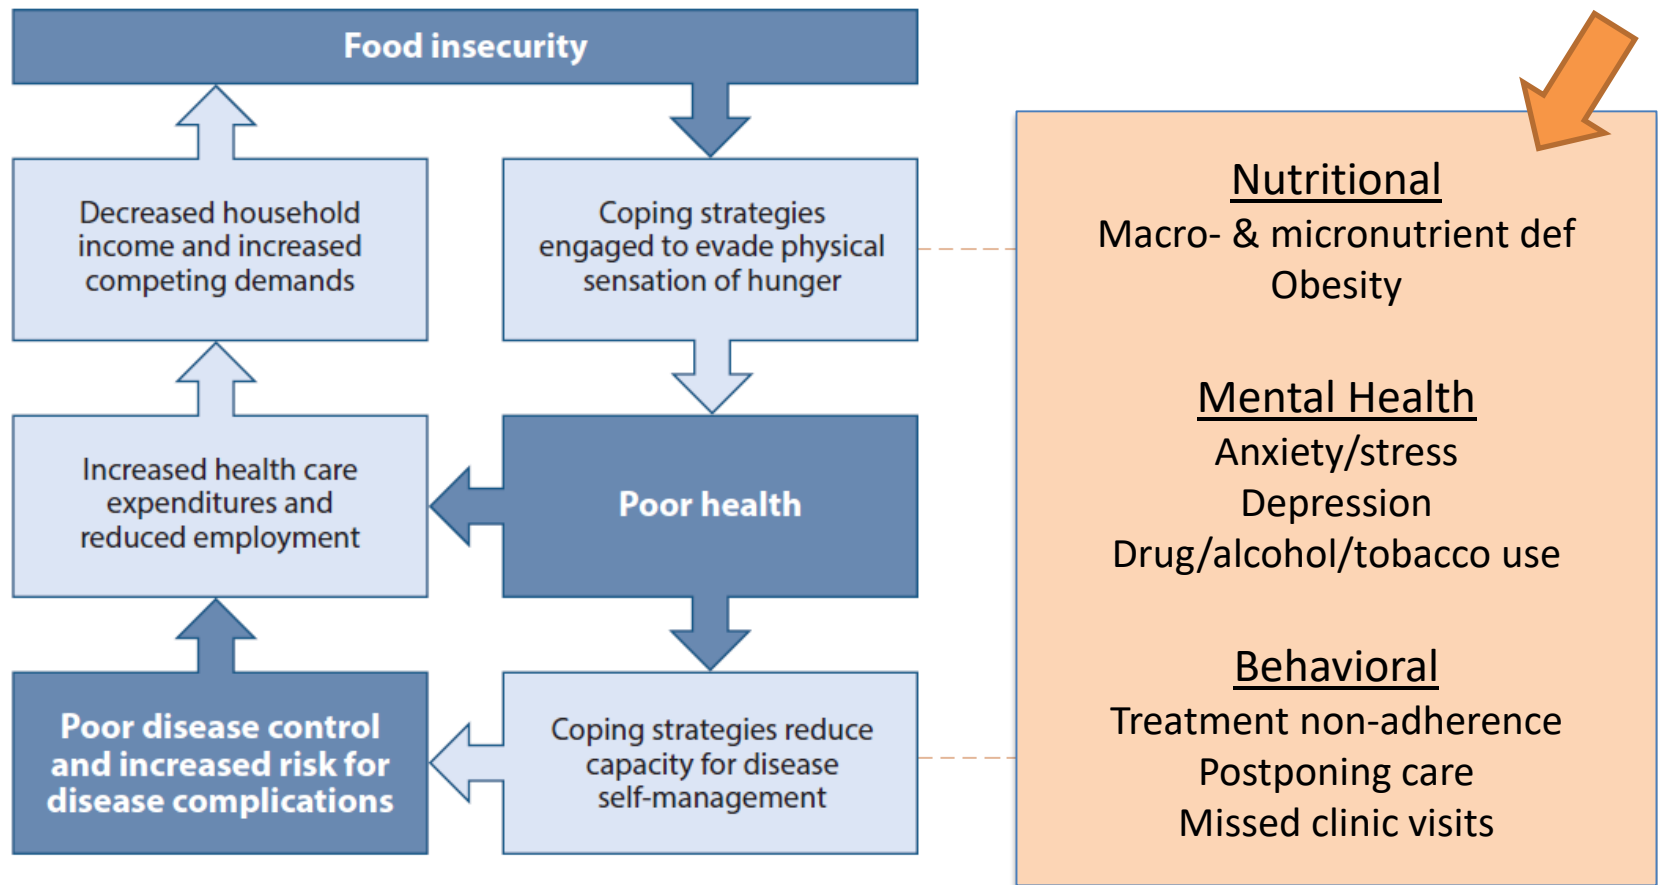 Food insecurity
Decreased household
income and increased
competing demands
Coping strategies
engaged to evade physical
sensation of hunger
Increased health care
expenditures and
reduced employment
Poor health
Poor disease control
and increased risk for
disease complications
Coping strategies reduce
capacity for disease
self-management
Nutritional
Macro- & micronutrient def
Obesity
Mental Health
Anxiety/stress
Depression
Drug/alcohol/tobacco use
Behavioral
Treatment non-adherence
Postponing care
Missed clinic visits